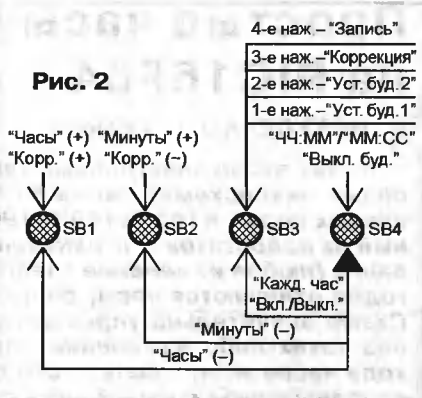 4-е наж.–“Запись”
3-е наж.–“Коррекция”
2-е наж.–“Уст. буд.2”
1-е наж.–“Уст. буд.1”
Рис. 2
“Часы” (+) “Минуты” (+) “ЧЧ:ММ”/“ММ:СС”
“Корр.” (+) “Корр.” (~) “Выкл. буд.”
SB1 SB2 SB3 SB4
“Кажд. час”
“Вкл./Выкл.”
“Минуты” (–)
“Часы” (–)